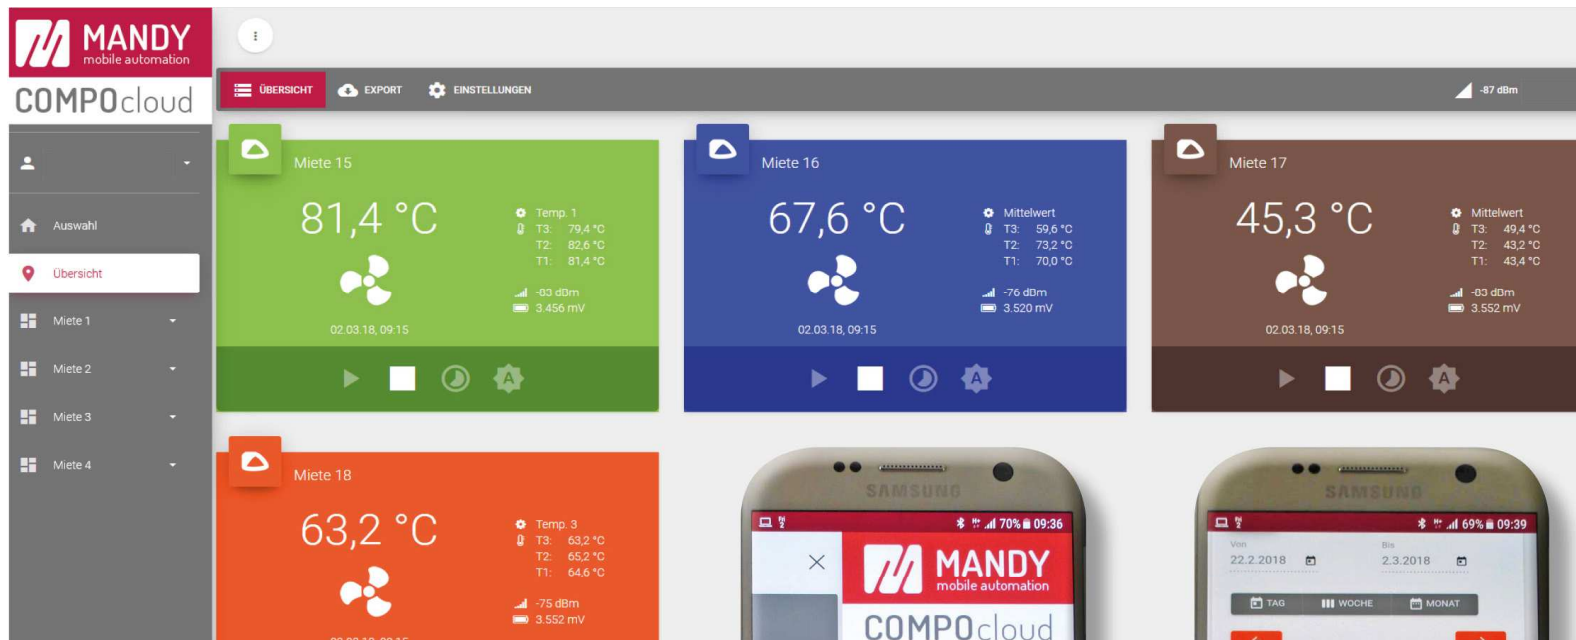 MANDY
mobile automation
COMPOcloud
Auswahl
Übersicht
Miete 1
Miete 2
Miete 3
Miete 4
ÜBERSICHT
EXPORT
EINSTELLUNGEN
-87 dBm
Miete 15
81,4 °C
Temp. 1
T3: 79,4 °C
T2: 82,6 °C
T1: 81,4 °C
-83 dBm
3.456 mV
02.03.18, 09:15
A
Miete 16
67,6 °C
Mittelwert
T3: 59,6 °C
T2: 73,2 °C
T1: 70,0 °C
-76 dBm
3.520 mV
02.03.18, 09:15
A
Miete 17
45,3 °C
Mittelwert
T3: 49,4 °C
T2: 43,2 °C
T1: 43,4 °C
-83 dBm
3.552 mV
02.03.18, 09:15
A
Miete 18
63,2 °C
Temp. 3
T3: 63,2 °C
T2: 65,2 °C
T1: 64,6 °C
-75 dBm
3.552 mV
SAMSUNG
70% 09:36
MANDY
mobile automation
COMPOcloud
SAMSUNG
69% 09:39
Von
22.2.2018
Bis
2.3.2018
TAG
WOCHE
MONAT